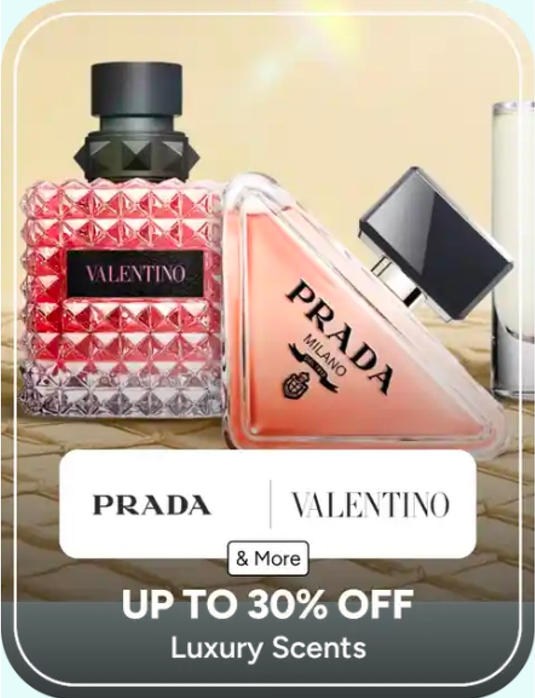 VALENTINO
PRADA
MILANO
PRADA
VALENTINO
& More
UP TO 30% OFF
Luxury Scents